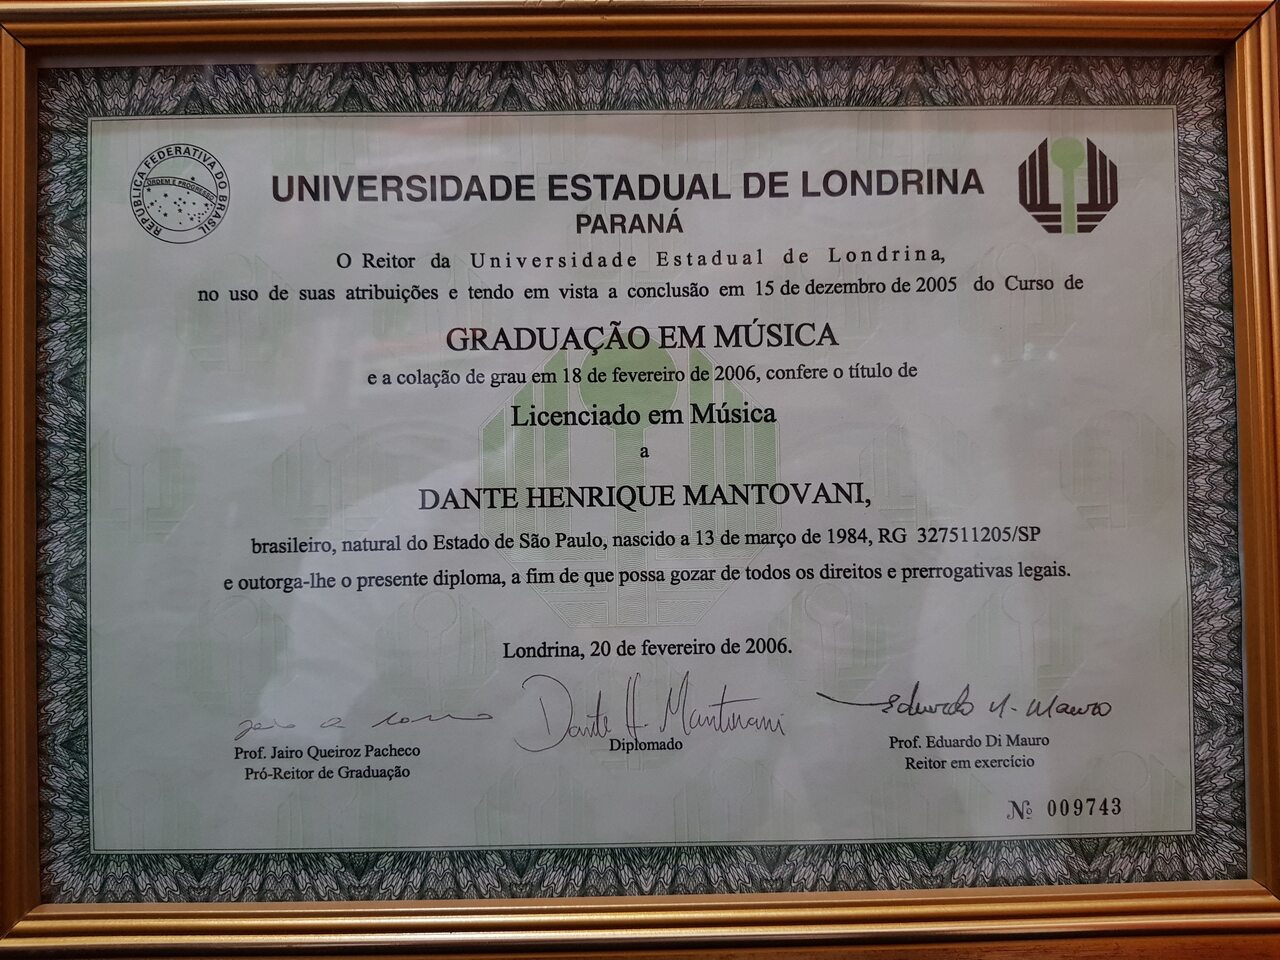 REPÚBLICA FEDERATIVA DO BRASIL
ORDEM E PROGRESSO
UNIVERSIDADE ESTADUAL DE LONDRINA
PARANÁ
O Reitor da Universidade Estadual de Londrina,
no uso de suas atribuições e tendo em vista a conclusão em 15 de dezembro de 2005 do Curso de
GRADUAÇÃO EM MÚSICA
e a colação de grau em 18 de fevereiro de 2006, confere o título de
Licenciado em Música
a
DANTE HENRIQUE MANTOVANI,
brasileiro, natural do Estado de São Paulo, nascido a 13 de março de 1984, RG 327511205/SP
e outorga-lhe o presente diploma, a fim de que possa gozar de todos os direitos e prerrogativas legais.
Londrina, 20 de fevereiro de 2006.
Dante H. Mantovani
Eduardo Di Mauro
Prof. Jairo Queiroz Pacheco
Pró-Reitor de Graduação
Diplomado
Prof. Eduardo Di Mauro
Reitor em exercício
№ 009743